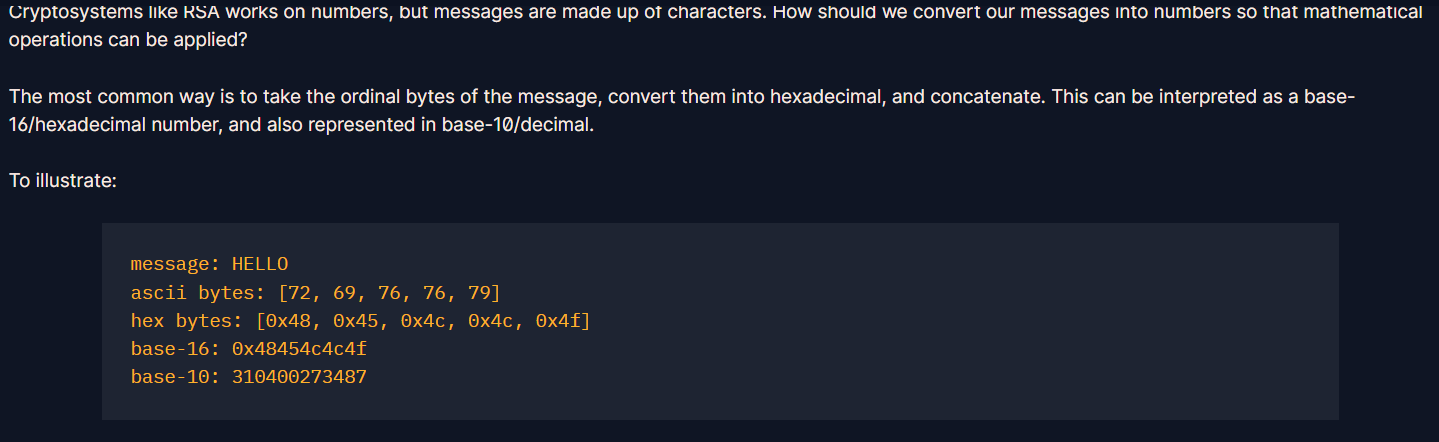 Cryptosystems like RSA works on numbers, but messages are made up of characters. How should we convert our messages into numbers so that mathematical
operations can be applied?
The most common way is to take the ordinal bytes of the message, convert them into hexadecimal, and concatenate. This can be interpreted as a base-
16/hexadecimal number, and also represented in base-10/decimal.
To illustrate:
message: HELLO
ascii bytes: [72, 69, 76, 76, 79]
hex bytes: [0x48, 0x45, 0x4c, 0x4c, 0x4f]
base-16: 0x48454c4c4f
base-10: 310400273487